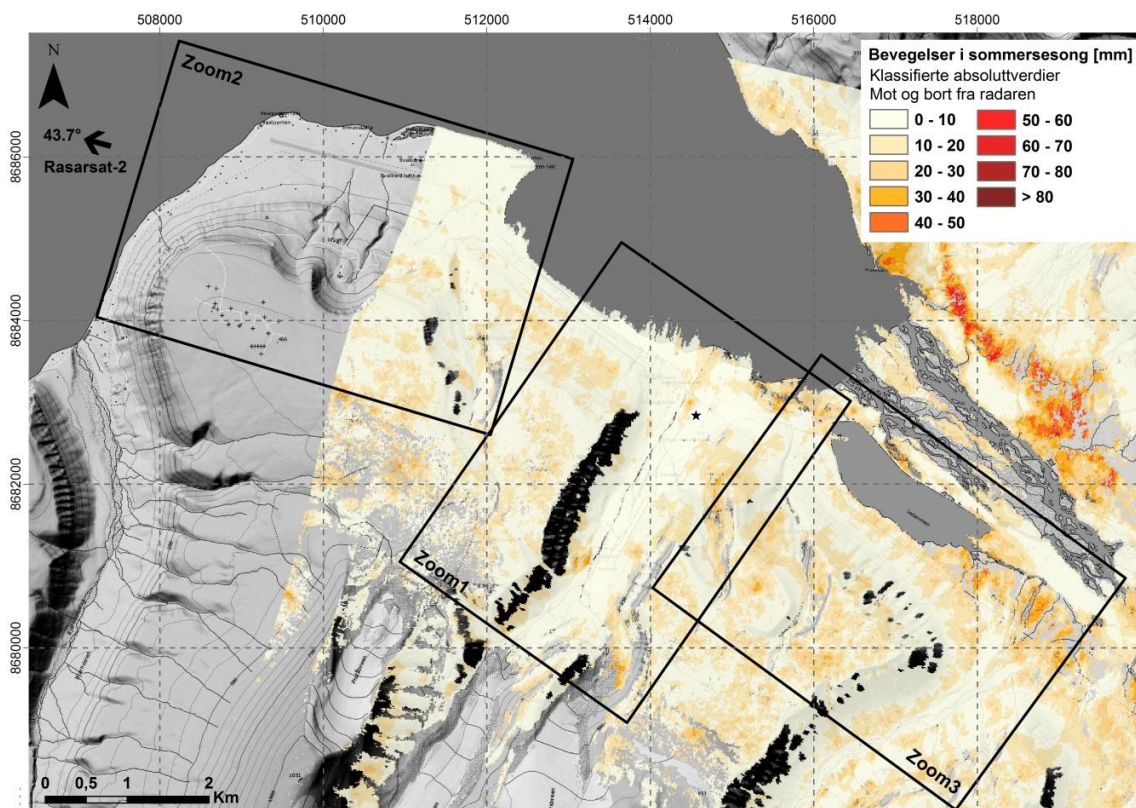 508000
510000
512000
514000
516000
518000
8686000
8684000
8682000
8680000
N
43.7°
Rasarsat-2
Zoom2
Bevegelser i sommersesong [mm]
Klassifierte absoluttverdier
Mot og bort fra radaren
0 - 10
10 - 20
20 - 30
30 - 40
40 - 50
50 - 60
60 - 70
70 - 80
> 80
Zoom1
Zoom3
0
0,5
1
2
Km